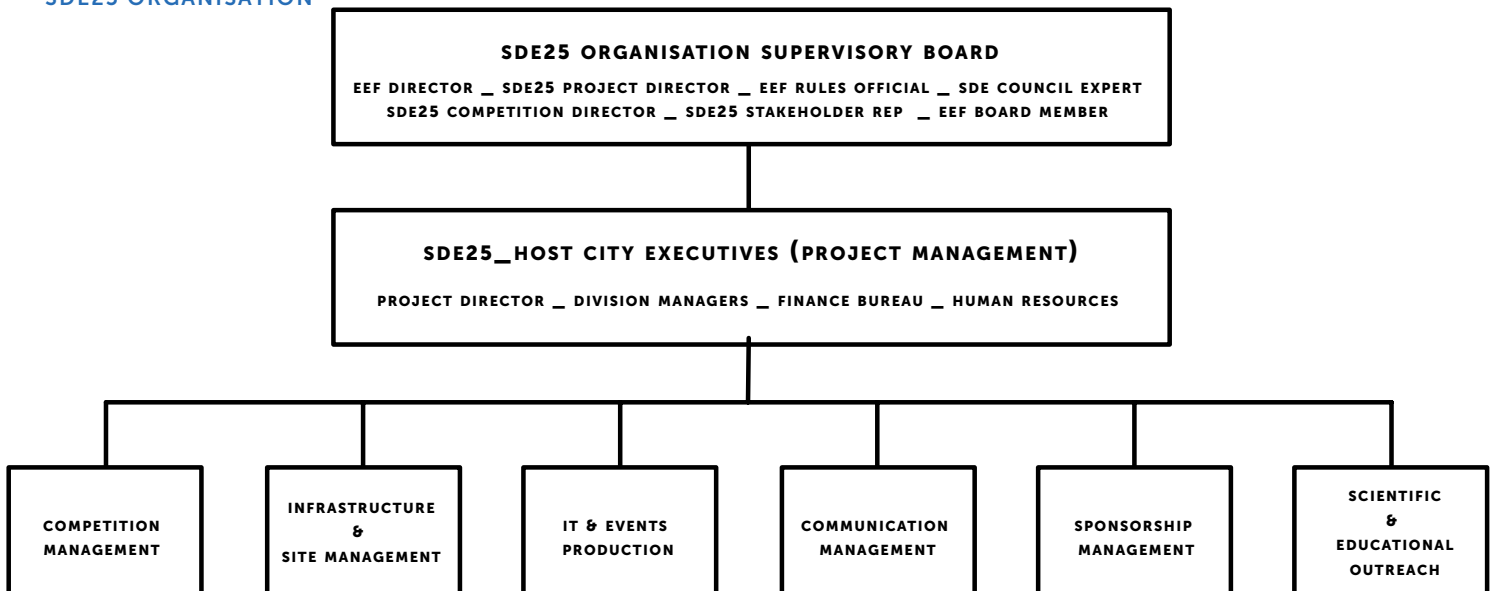 SDE25 ORGANISATION
SDE25 ORGANISATION SUPERVISORY BOARD
EEF DIRECTOR _ SDE25 PROJECT DIRECTOR _ EEF RULES OFFICIAL _ SDE COUNCIL EXPERT
SDE25 COMPETITION DIRECTOR _ SDE25 STAKEHOLDER REP _ EEF BOARD MEMBER
SDE25_HOST CITY EXECUTIVES (PROJECT MANAGEMENT)
PROJECT DIRECTOR _ DIVISION MANAGERS _ FINANCE BUREAU _ HUMAN RESOURCES
COMPETITION
MANAGEMENT
INFRASTRUCTURE
&
SITE MANAGEMENT
IT & EVENTS
PRODUCTION
COMMUNICATION
MANAGEMENT
SPONSORSHIP
MANAGEMENT
SCIENTIFIC
&
EDUCATIONAL
OUTREACH